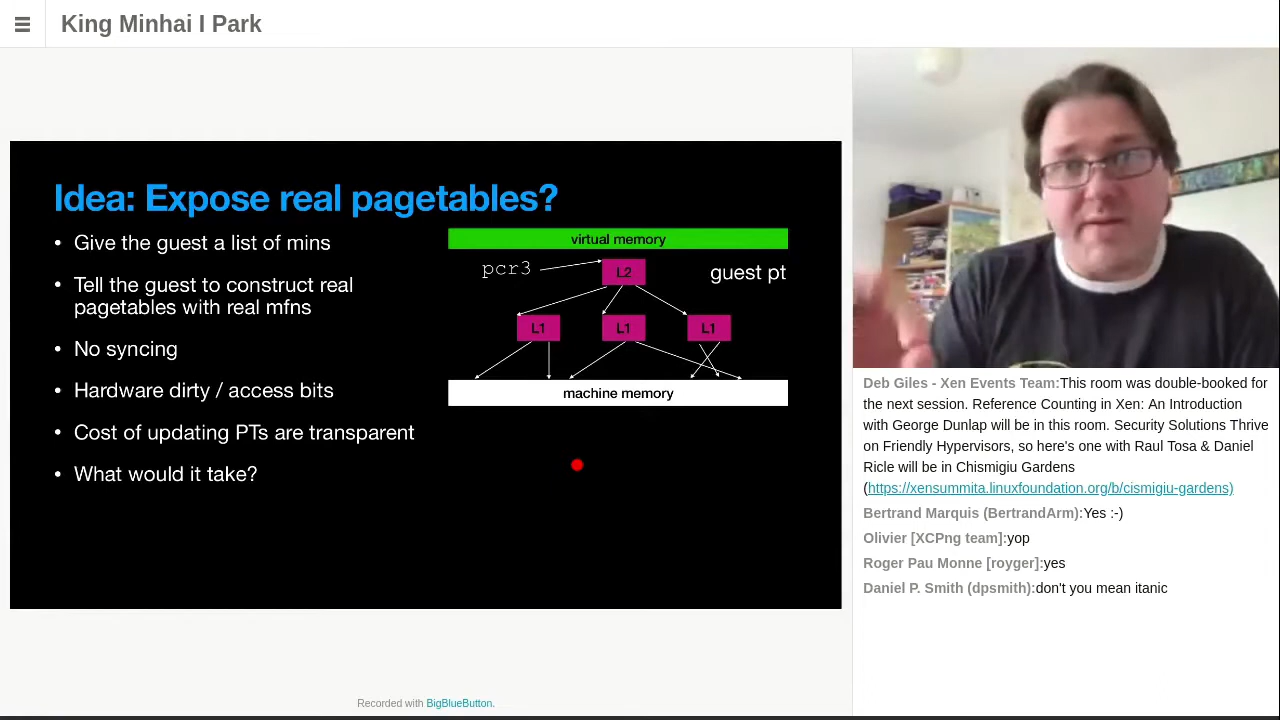 King Minhai I Park
Idea: Expose real pagetables?
• Give the guest a list of mins
• Tell the guest to construct real
pagetables with real mfns
• No syncing
• Hardware dirty / access bits
• Cost of updating PTs are transparent
• What would it take?
virtual memory
pcr3
L2
guest pt
L1
L1
L1
machine memory
Deb Giles - Xen Events Team:This room was double-booked for
the next session. Reference Counting in Xen: An Introduction
with George Dunlap will be in this room. Security Solutions Thrive
on Friendly Hypervisors, so here's one with Raul Tosa & Daniel
Ricle will be in Chismigiu Gardens
(https://xensummita.linuxfoundation.org/b/cismigiu-gardens)
Bertrand Marquis (BertrandArm):Yes :-)
Olivier [XCPng team]:yop
Roger Pau Monne [royger]:yes
Daniel P. Smith (dpsmith):don't you mean itanic
Recorded with BigBlueButton.